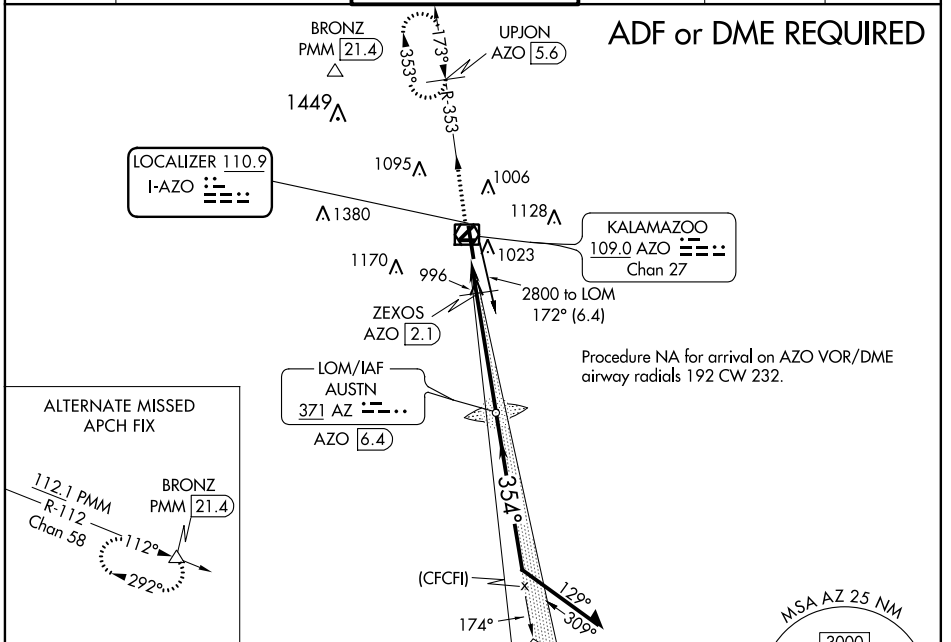 ADF or DME REQUIRED
BRONZ
PMM 21.4
UPJON
AZO 5.6
173°
353°
R-353
1449
1095
1006
1128
1380
LOCALIZER 110.9
I-AZO
KALAMAZOO
109.0 AZO
Chan 27
1023
1170
996
2800 to LOM
172° (6.4)
ZEXOS
AZO 2.1
Procedure NA for arrival on AZO VOR/DME
airway radials 192 CW 232.
LOM/IAF
AUSTN
371 AZ
AZO 6.4
ALTERNATE MISSED
APCH FIX
112.1 PMM
R-112
Chan 58
BRONZ
PMM 21.4
112°
292°
354°
(CFCFI)
129°
309°
174°
MSA AZ 25 NM
3000